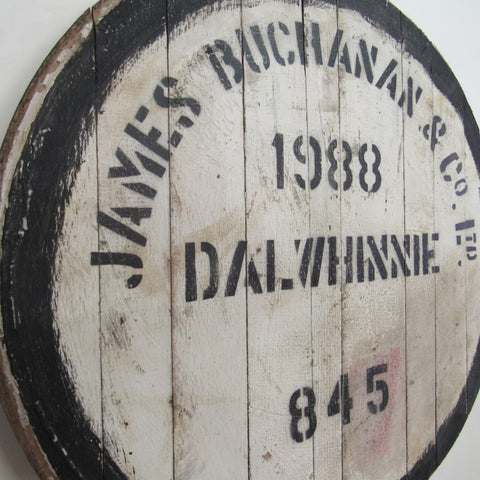 JAMES BUCHANAN & Co. LTD.
1988
DALWHINNIE
845